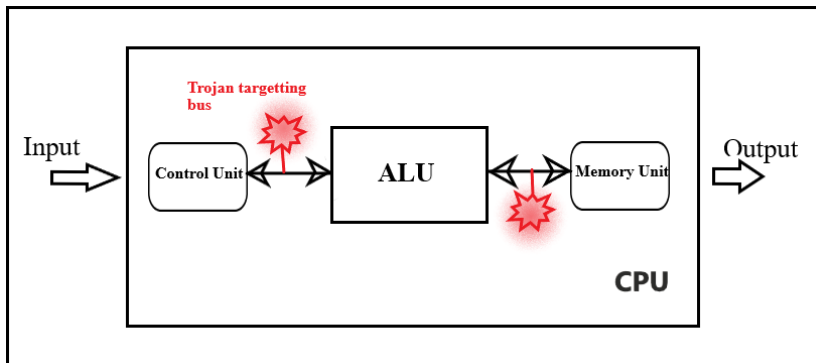 Trojan targetting
bus
Input
Control Unit
ALU
Memory Unit
Output
CPU